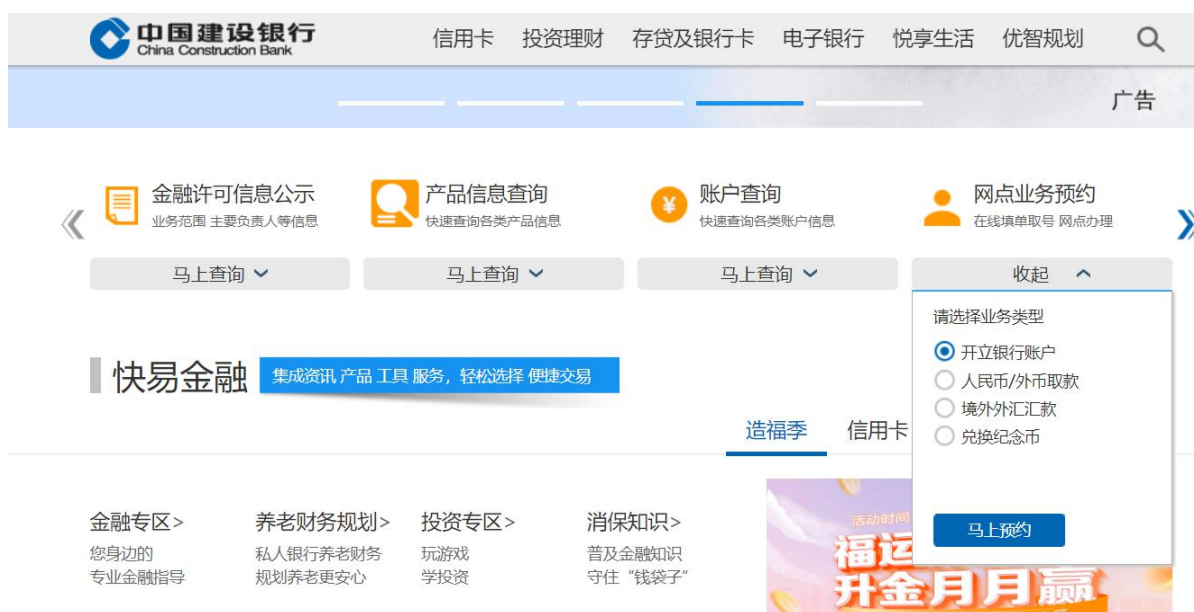 中国建设银行
China Construction Bank
信用卡 投资理财 存贷及银行卡 电子银行 悦享生活 优智规划
广告
金融许可信息公示 产品信息查询 账户查询 网点业务预约
业务范围 主要负责人等信息 快速查询各类产品信息 快速查询各类账户信息 在线填单取号 网点办理
马上查询 马上查询 马上查询 收起
请选择业务类型
开立银行账户
人民币/外币取款
境外外汇汇款
兑换纪念币
马上预约
快易金融 集成资讯 产品 工具 服务，轻松选择 便捷交易
造福季 信用卡
金融专区> 养老财务规划> 投资专区> 消保知识>
您身边的 私人银行养老财务 玩游戏 普及金融知识
专业金融指导 规划养老更安心 学投资 守住“钱袋子”
活动时间
福运
升金月月赢